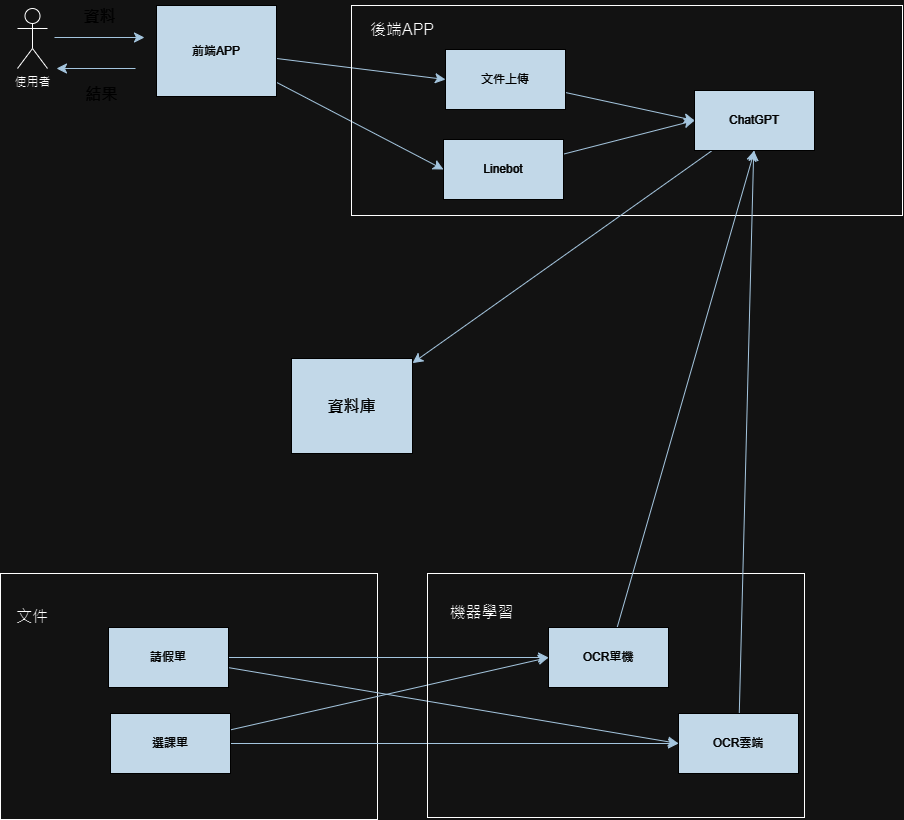 資料
使用者
結果
前端APP
後端APP
文件上傳
Linebot
ChatGPT
資料庫
文件
請假單
選課單
機器學習
OCR單機
OCR雲端